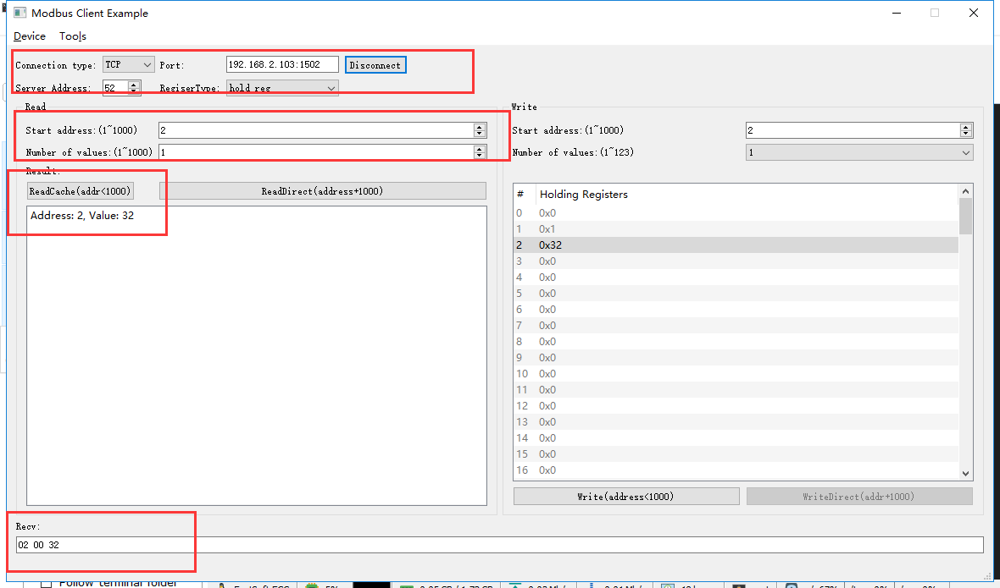 Modbus Client Example
Device Tools
Connection type: TCP Port: 192.168.2.103:1502 Disconnect
Server Address: 52 RegiserType: hold reg
Read
Start address:(1~1000) 2
Number of values:(1~1000) 1
Result:
ReadCache(addr<1000) ReadDirect(address+1000)
Address: 2, Value: 32
Write
Start address:(1~1000) 2
Number of values:(1~123) 1
# Holding Registers
0 0x0
1 0x1
2 0x32
3 0x0
4 0x0
5 0x0
6 0x0
7 0x0
8 0x0
9 0x0
10 0x0
11 0x0
12 0x0
13 0x0
14 0x0
15 0x0
16 0x0
Write(address<1000) WriteDirect(addr+1000)
Recv:
02 00 32
Follow terminal folder